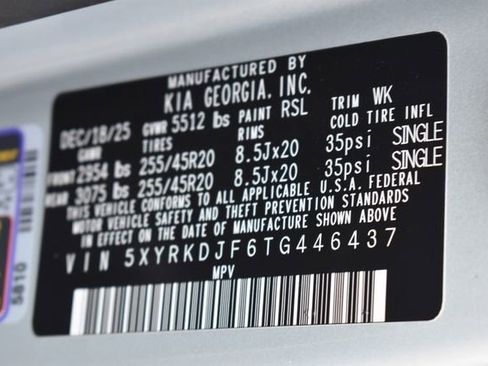 MANUFACTURED BY
KIA GEORGIA, INC.
DEC/18/25 GVWR 5512 lbs PAINT RSL TRIM WK
GAWR TIRES RIMS COLD TIRE INFL
FRONT 2954 lbs 255/45R20 8.5Jx20 35psi SINGLE
REAR 3075 lbs 255/45R20 8.5Jx20 35psi SINGLE
THIS VEHICLE CONFORMS TO ALL APPLICABLE U.S.A. FEDERAL
MOTOR VEHICLE SAFETY AND THEFT PREVENTION STANDARDS
IN EFFECT ON THE DATE OF MANUFACTURE SHOWN ABOVE
VIN 5XYRKDJF6TG446437
MPV
5810